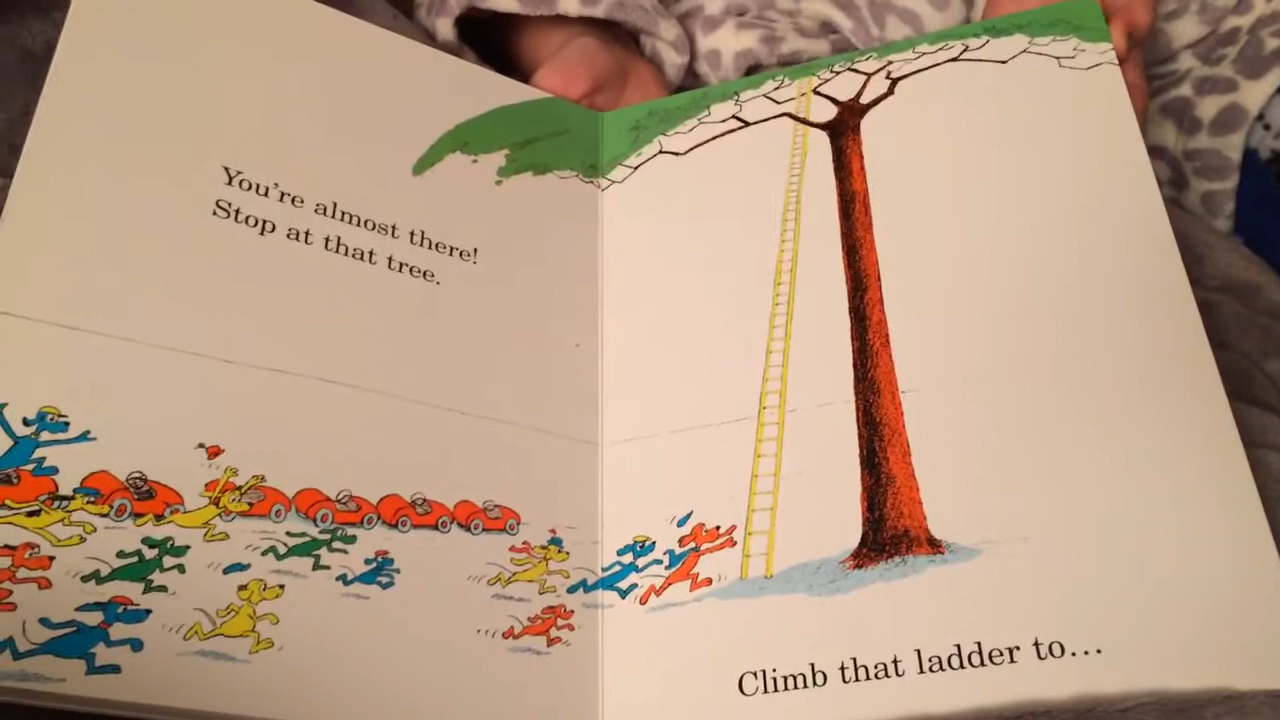 You're almost there!
Stop at that tree.
Climb that ladder to...